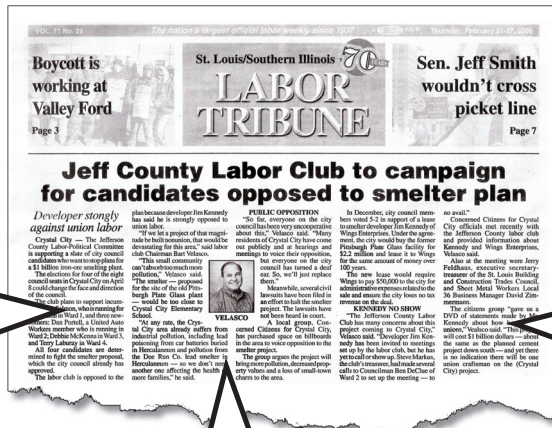 VOL. 71 No. 39
The nation's largest official labor weekly since 1937
Thursday, February 21-27, 2008
Boycott is
working at
Valley Ford
Page 3
St. Louis/Southern Illinois
70
LABOR
TRIBUNE
Sen. Jeff Smith
wouldn't cross
picket line
Page 7
Jeff County Labor Club to campaign
for candidates opposed to smelter plan
Developer stongly
against union labor
Crystal City — The Jefferson
County Labor-Political Committee
is supporting a slate of city council
candidates who want to stop plans for
a $1 billion iron-ore smelting plant.
The elections for four of the eight
council seats in Crystal City on April
8 could change the face and direction
of the council.
The club plans to support incum-
who is running for
in Ward 1, and three new-
comers: Dan Portell, a United Auto
Workers member who is running in
Ward 2; Debbie McKenna in Ward 3,
and Terry Laberty in Ward 4.
All four candidates are deter-
mined to fight the smelter proposal,
which the city council already has
approved.
The labor club is opposed to the
plan because developer Jim Kennedy
has said he is strongly opposed to
union labor.
"If we let a project of that magni-
tude be built nonunion, that would be
devastating for this area," said labor
club Chairman Bart Velasco.
"This small community
can't absorb too much more
pollution," Velasco said.
"The smelter — proposed
for the site of the old Pitts-
burgh Plate Glass plant
— would be too close to
Crystal City Elementary
School.
"At any rate, the Crys-
tal City area already suffers from
industrial pollution, including lead
poisoning from car batteries buried
in Herculaneum and pollution from
the Doe Run Co. lead smelter in
Herculaneum — so we don't need
another one affecting the health of
more families," he said.
VELASCO
PUBLIC OPPOSITION
"So far, everyone on the city
council has been very uncooperative
about this," Velasco said. "Many
residents of Crystal City have come
out publicly at and hearings and
meetings to voice their opposition,
but everyone on the city
council has turned a deaf
ear. So, we'll just replace
them."
Meanwhile, several civil
lawsuits have been filed in
an effort to halt the smelter
project. The lawsuits have
not been heard in court.
A local group, Con-
cerned Citizens for Crystal City,
has purchased space on billboards
in the area to voice opposition to the
smelter project.
The group argues the project will
bring more pollution, decreased prop-
erty values and a loss of small-town
charm to the area.
In December, city council mem-
bers voted 5-2 to support of a lease
to smelter developer Jim Kennedy of
Wings Enterprises. Under the agree-
ment, the city would buy the former
Pittsburgh Plate Glass facility for
$2.2 million and lease it to Wings
for the same amount of money over
100 years.
The new lease would require
Wings to pay $50,000 to the city for
administrative expenses related to the
sale and ensure the city loses no tax
revenue on the deal.
KENNEDY NO SHOW
"The Jefferson County Labor
Club has many concerns about this
project coming to Crystal City,"
Velasco said. "Developer Jim Ken-
nedy has been invited to meetings
set up by the labor club, but he has
yet to call or show up. Steve Markus,
the club's treasurer, had made several
calls to Councilman Ben DeClue of
Ward 2 to set up the meeting — to
no avail."
Concerned Citizens for Crystal
City officials met recently with
the Jefferson County labor club
and provided information about
Kennedy and Wings Enterprises,
Velasco said.
Also at the meeting were Jerry
Feldhaus, executive secretary-
treasurer of the St. Louis Building
and Construction Trades Council,
and Sheet Metal Workers Local
36 Business Manager David Zim-
mermann.
The citizens group "gave us a
DVD of statements made by
Kennedy about how
unions," Vealsco said. "This
will cost $1 billion dollars — about
the same as the planned cement
project down south — and yet there
is no indication there will be one
union craftsman on the (Crystal
City) project.